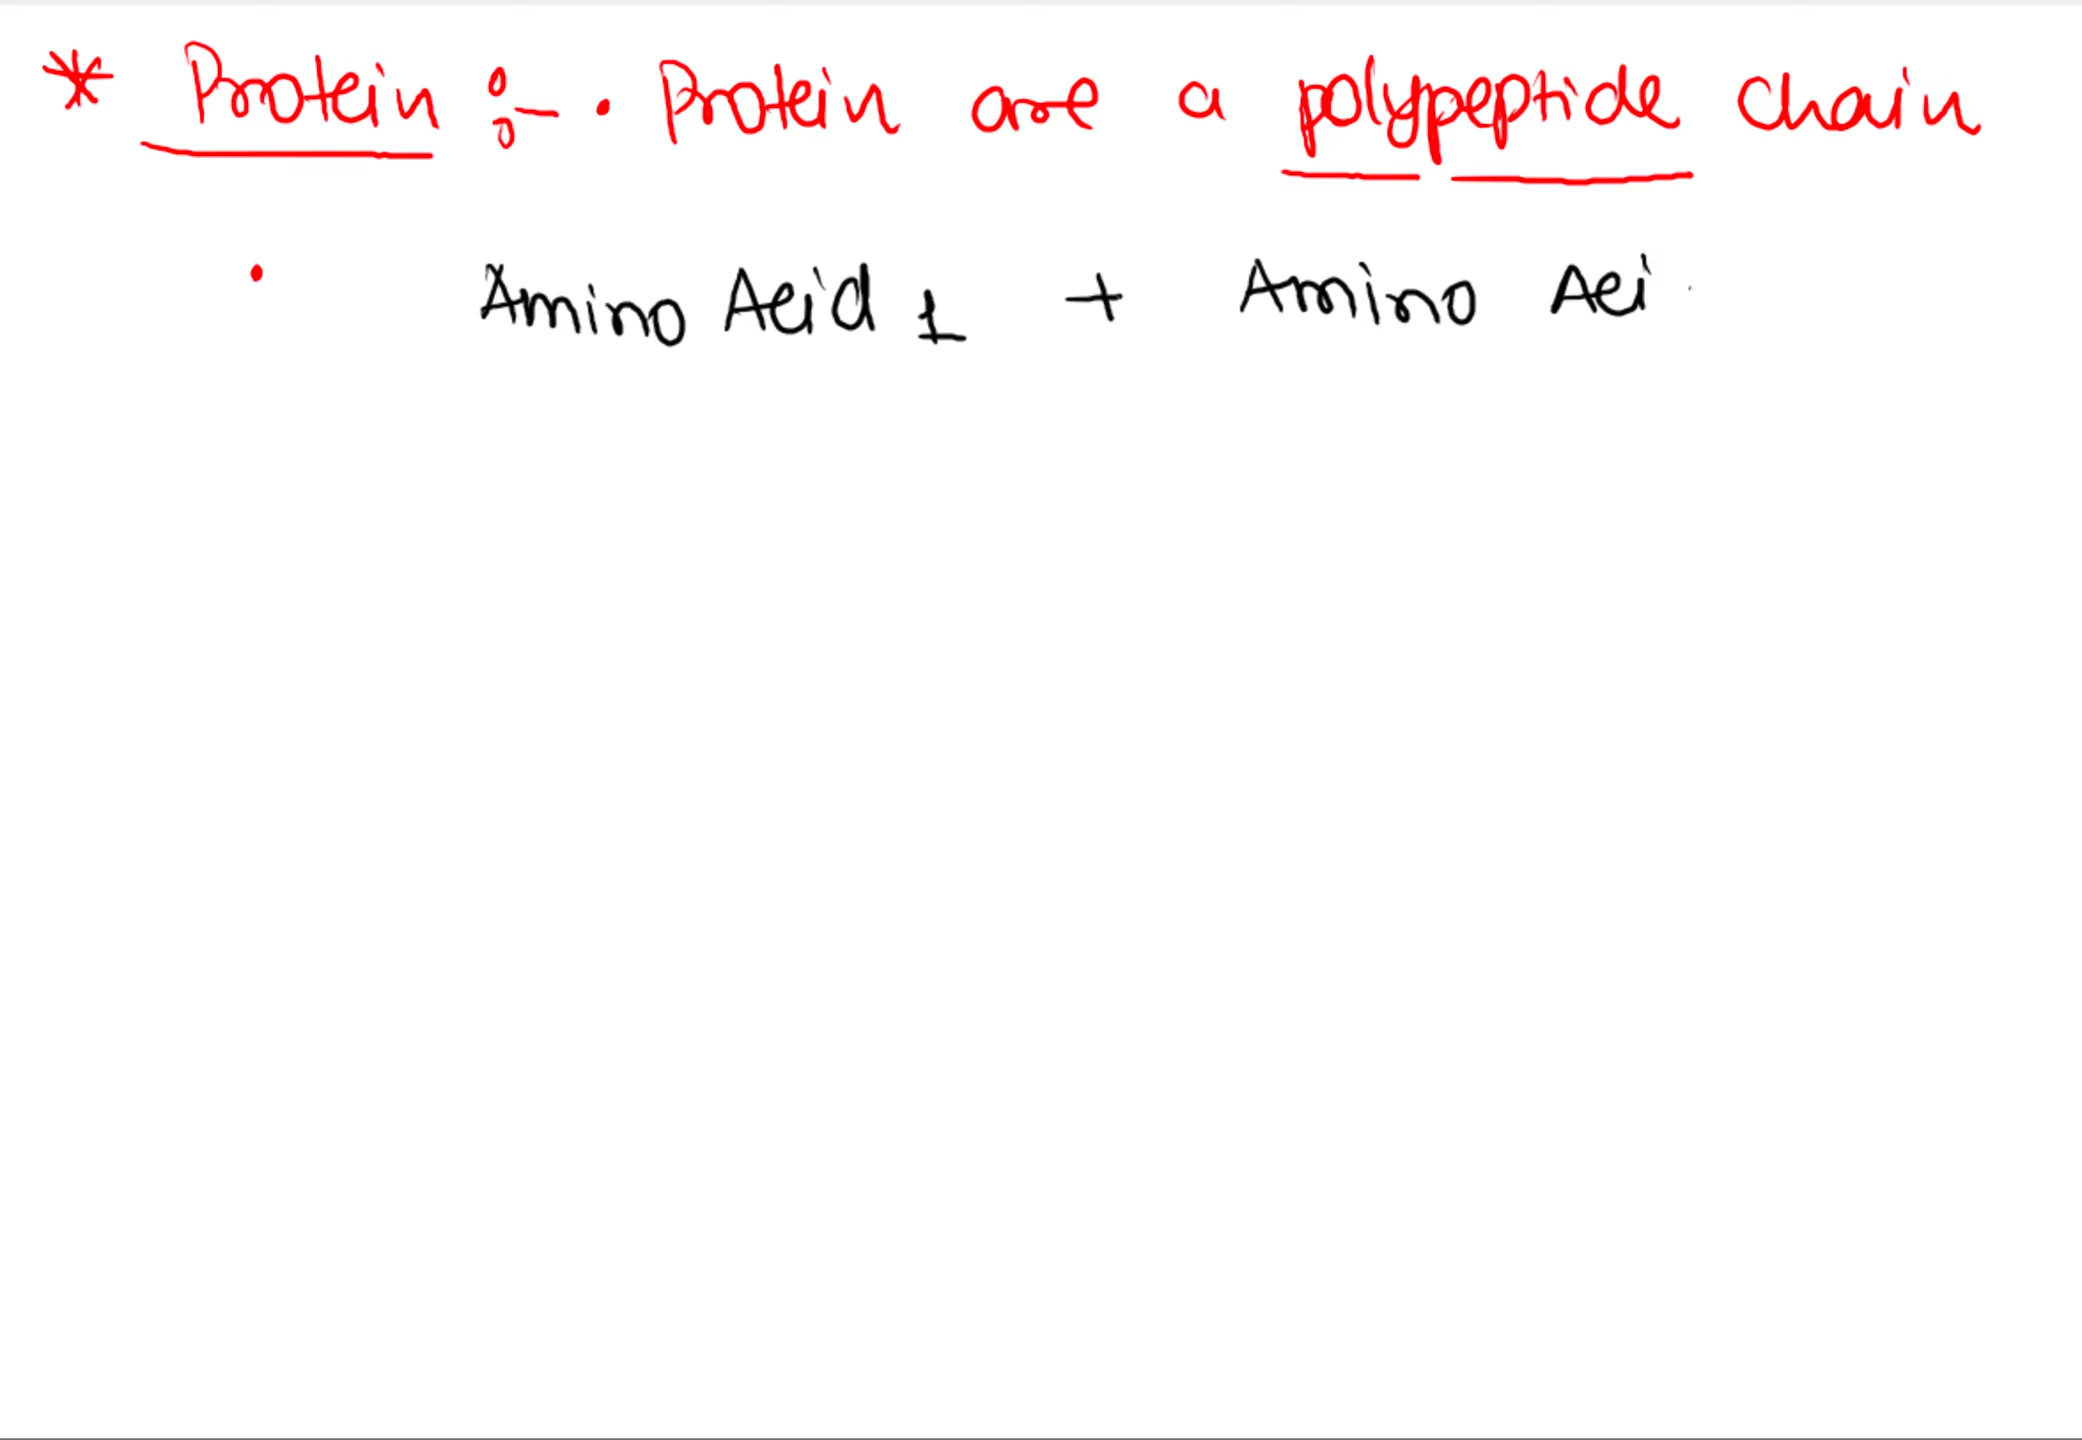 * Protein :- • Protein are a polypeptide chain
• Amino Acid 1 + Amino Aci